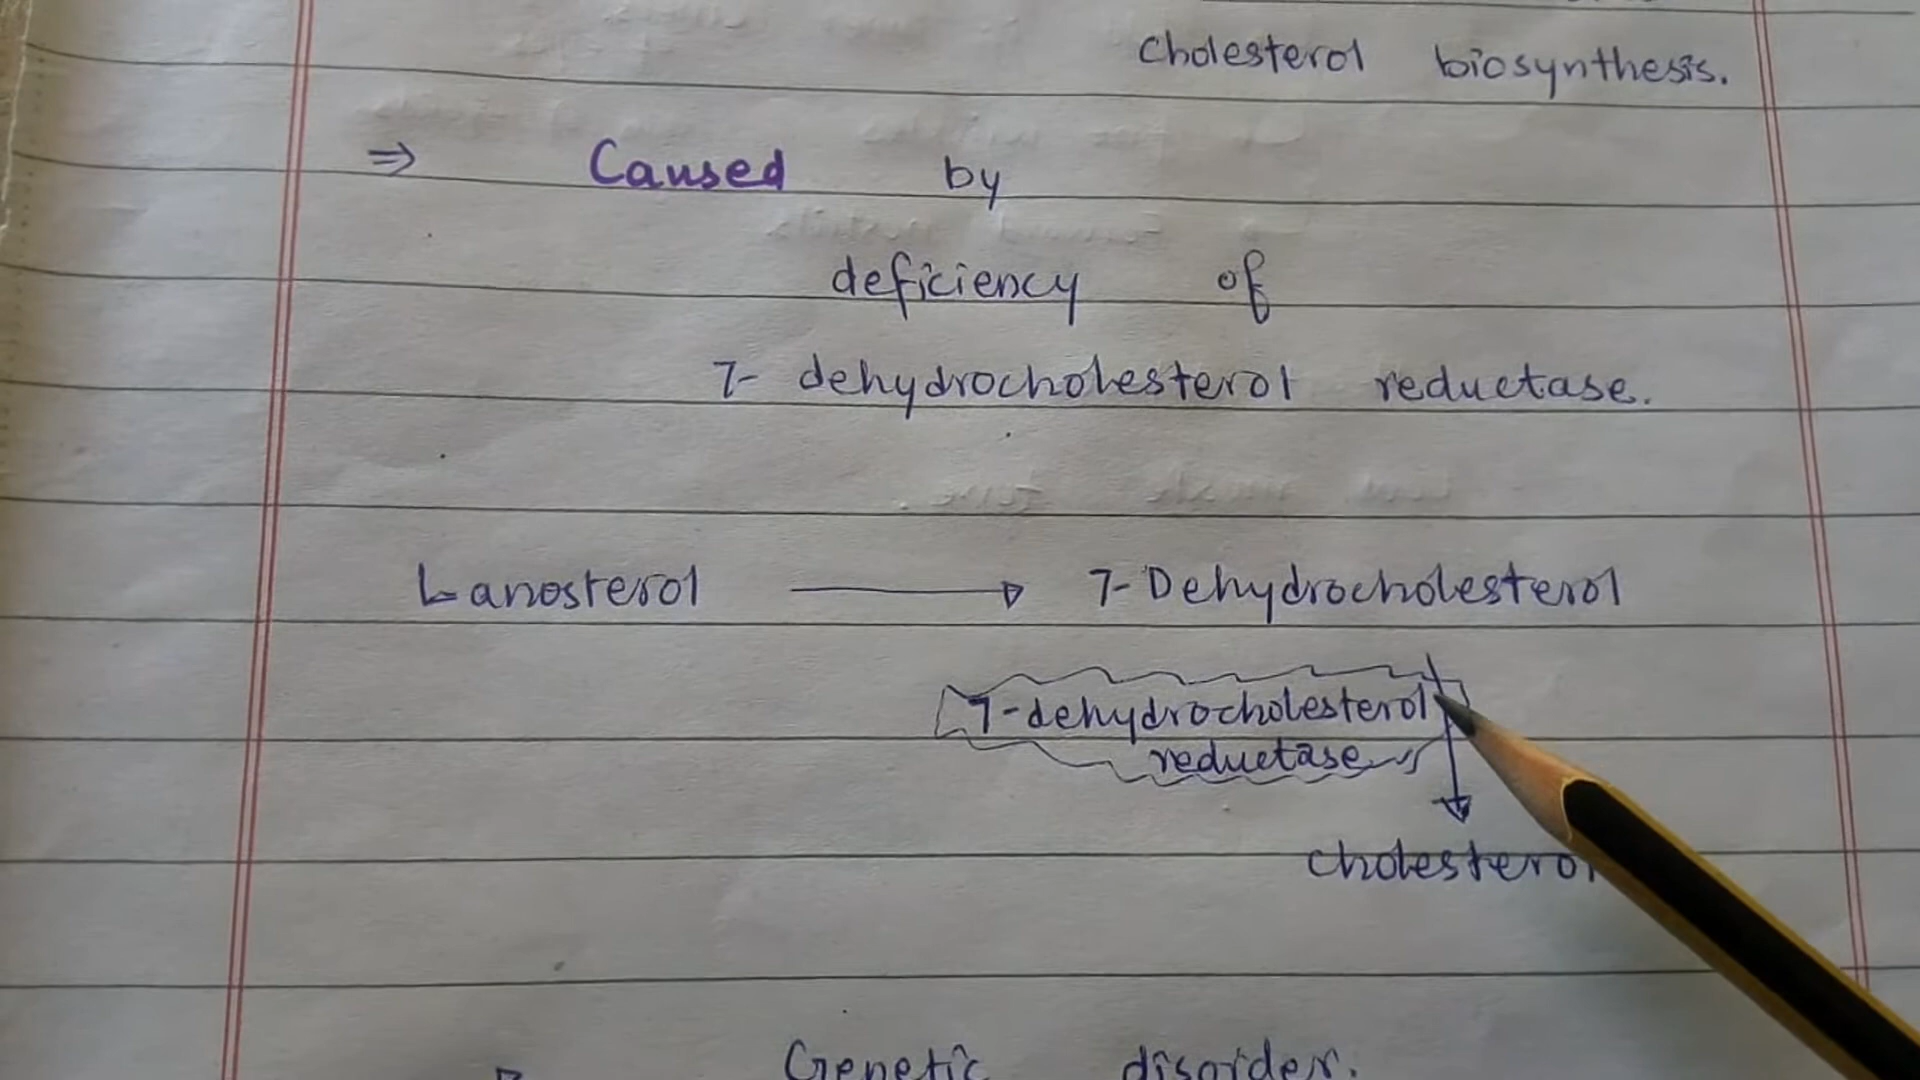 Cholesterol biosynthesis.
⇒ Caused by
deficiency of
7- dehydrocholesterol reductase.
Lanosterol → 7-Dehydrocholesterol
7-dehydrocholesterol
reductase
cholesterol
Genetic disorder.